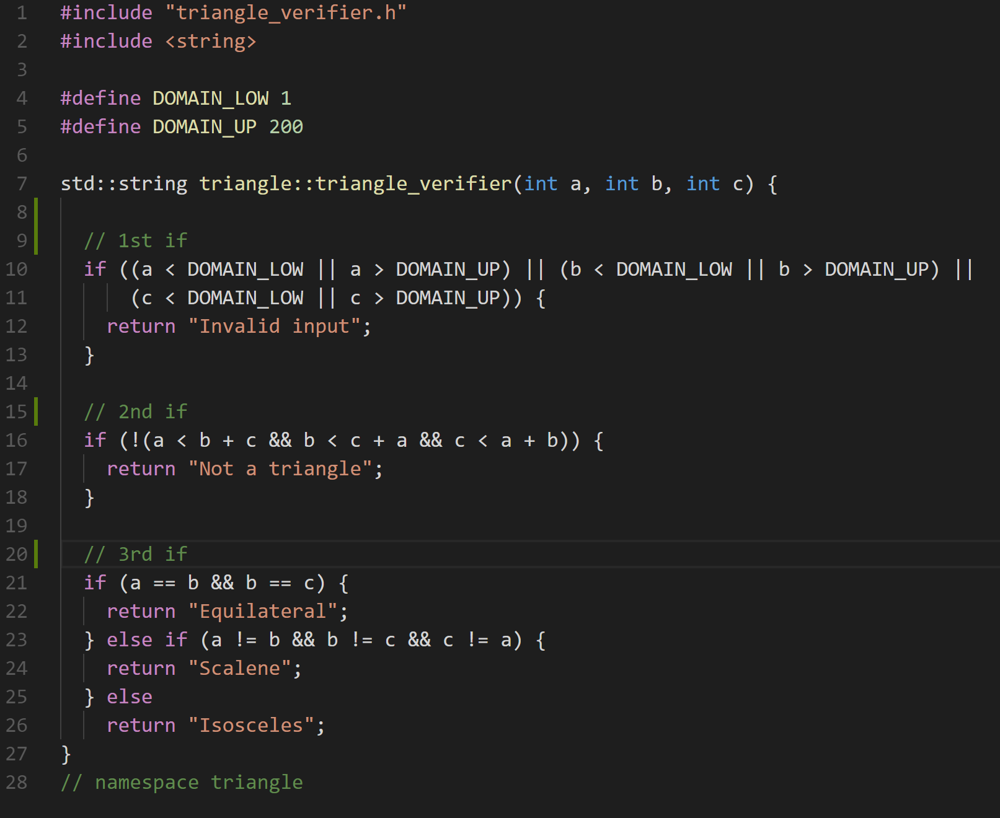 1 #include "triangle_verifier.h"
2 #include <string>
3
4 #define DOMAIN_LOW 1
5 #define DOMAIN_UP 200
6
7 std::string triangle::triangle_verifier(int a, int b, int c) {
8
9   // 1st if
10   if ((a < DOMAIN_LOW || a > DOMAIN_UP) || (b < DOMAIN_LOW || b > DOMAIN_UP) ||
11       (c < DOMAIN_LOW || c > DOMAIN_UP)) {
12     return "Invalid input";
13   }
14
15   // 2nd if
16   if (!(a < b + c && b < c + a && c < a + b)) {
17     return "Not a triangle";
18   }
19
20   // 3rd if
21   if (a == b && b == c) {
22     return "Equilateral";
23   } else if (a != b && b != c && c != a) {
24     return "Scalene";
25   } else
26     return "Isosceles";
27 }
28 // namespace triangle